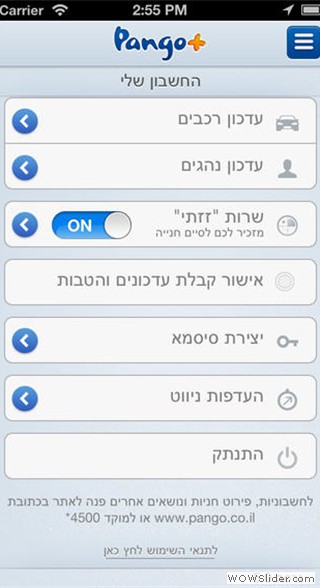 Carrier 2:55 PM
Pango+
החשבון שלי
עדכון רכבים
עדכון נהגים
שרות "זזתי"
ON
מזכיר לכם לסיים חנייה
אישור קבלת עדכונים והטבות
יצירת סיסמא
העדפות ניווט
התנתק
לחשבוניות, פירוט חניות ונושאים אחרים פנה לאתר בכתובת
www.pango.co.il או למוקד 4500*
לתנאי השימוש לחץ כאן
WOWSlider.com